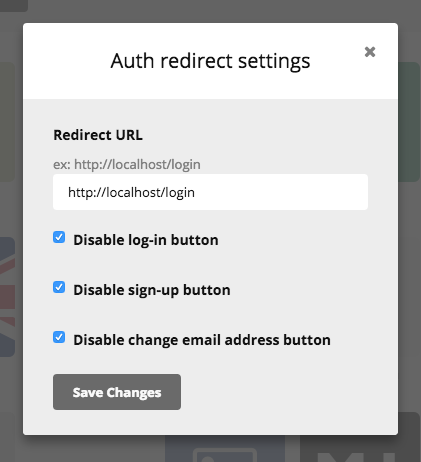 Auth redirect settings
Redirect URL
ex: http://localhost/login
http://localhost/login
Disable log-in button
Disable sign-up button
Disable change email address button
Save Changes